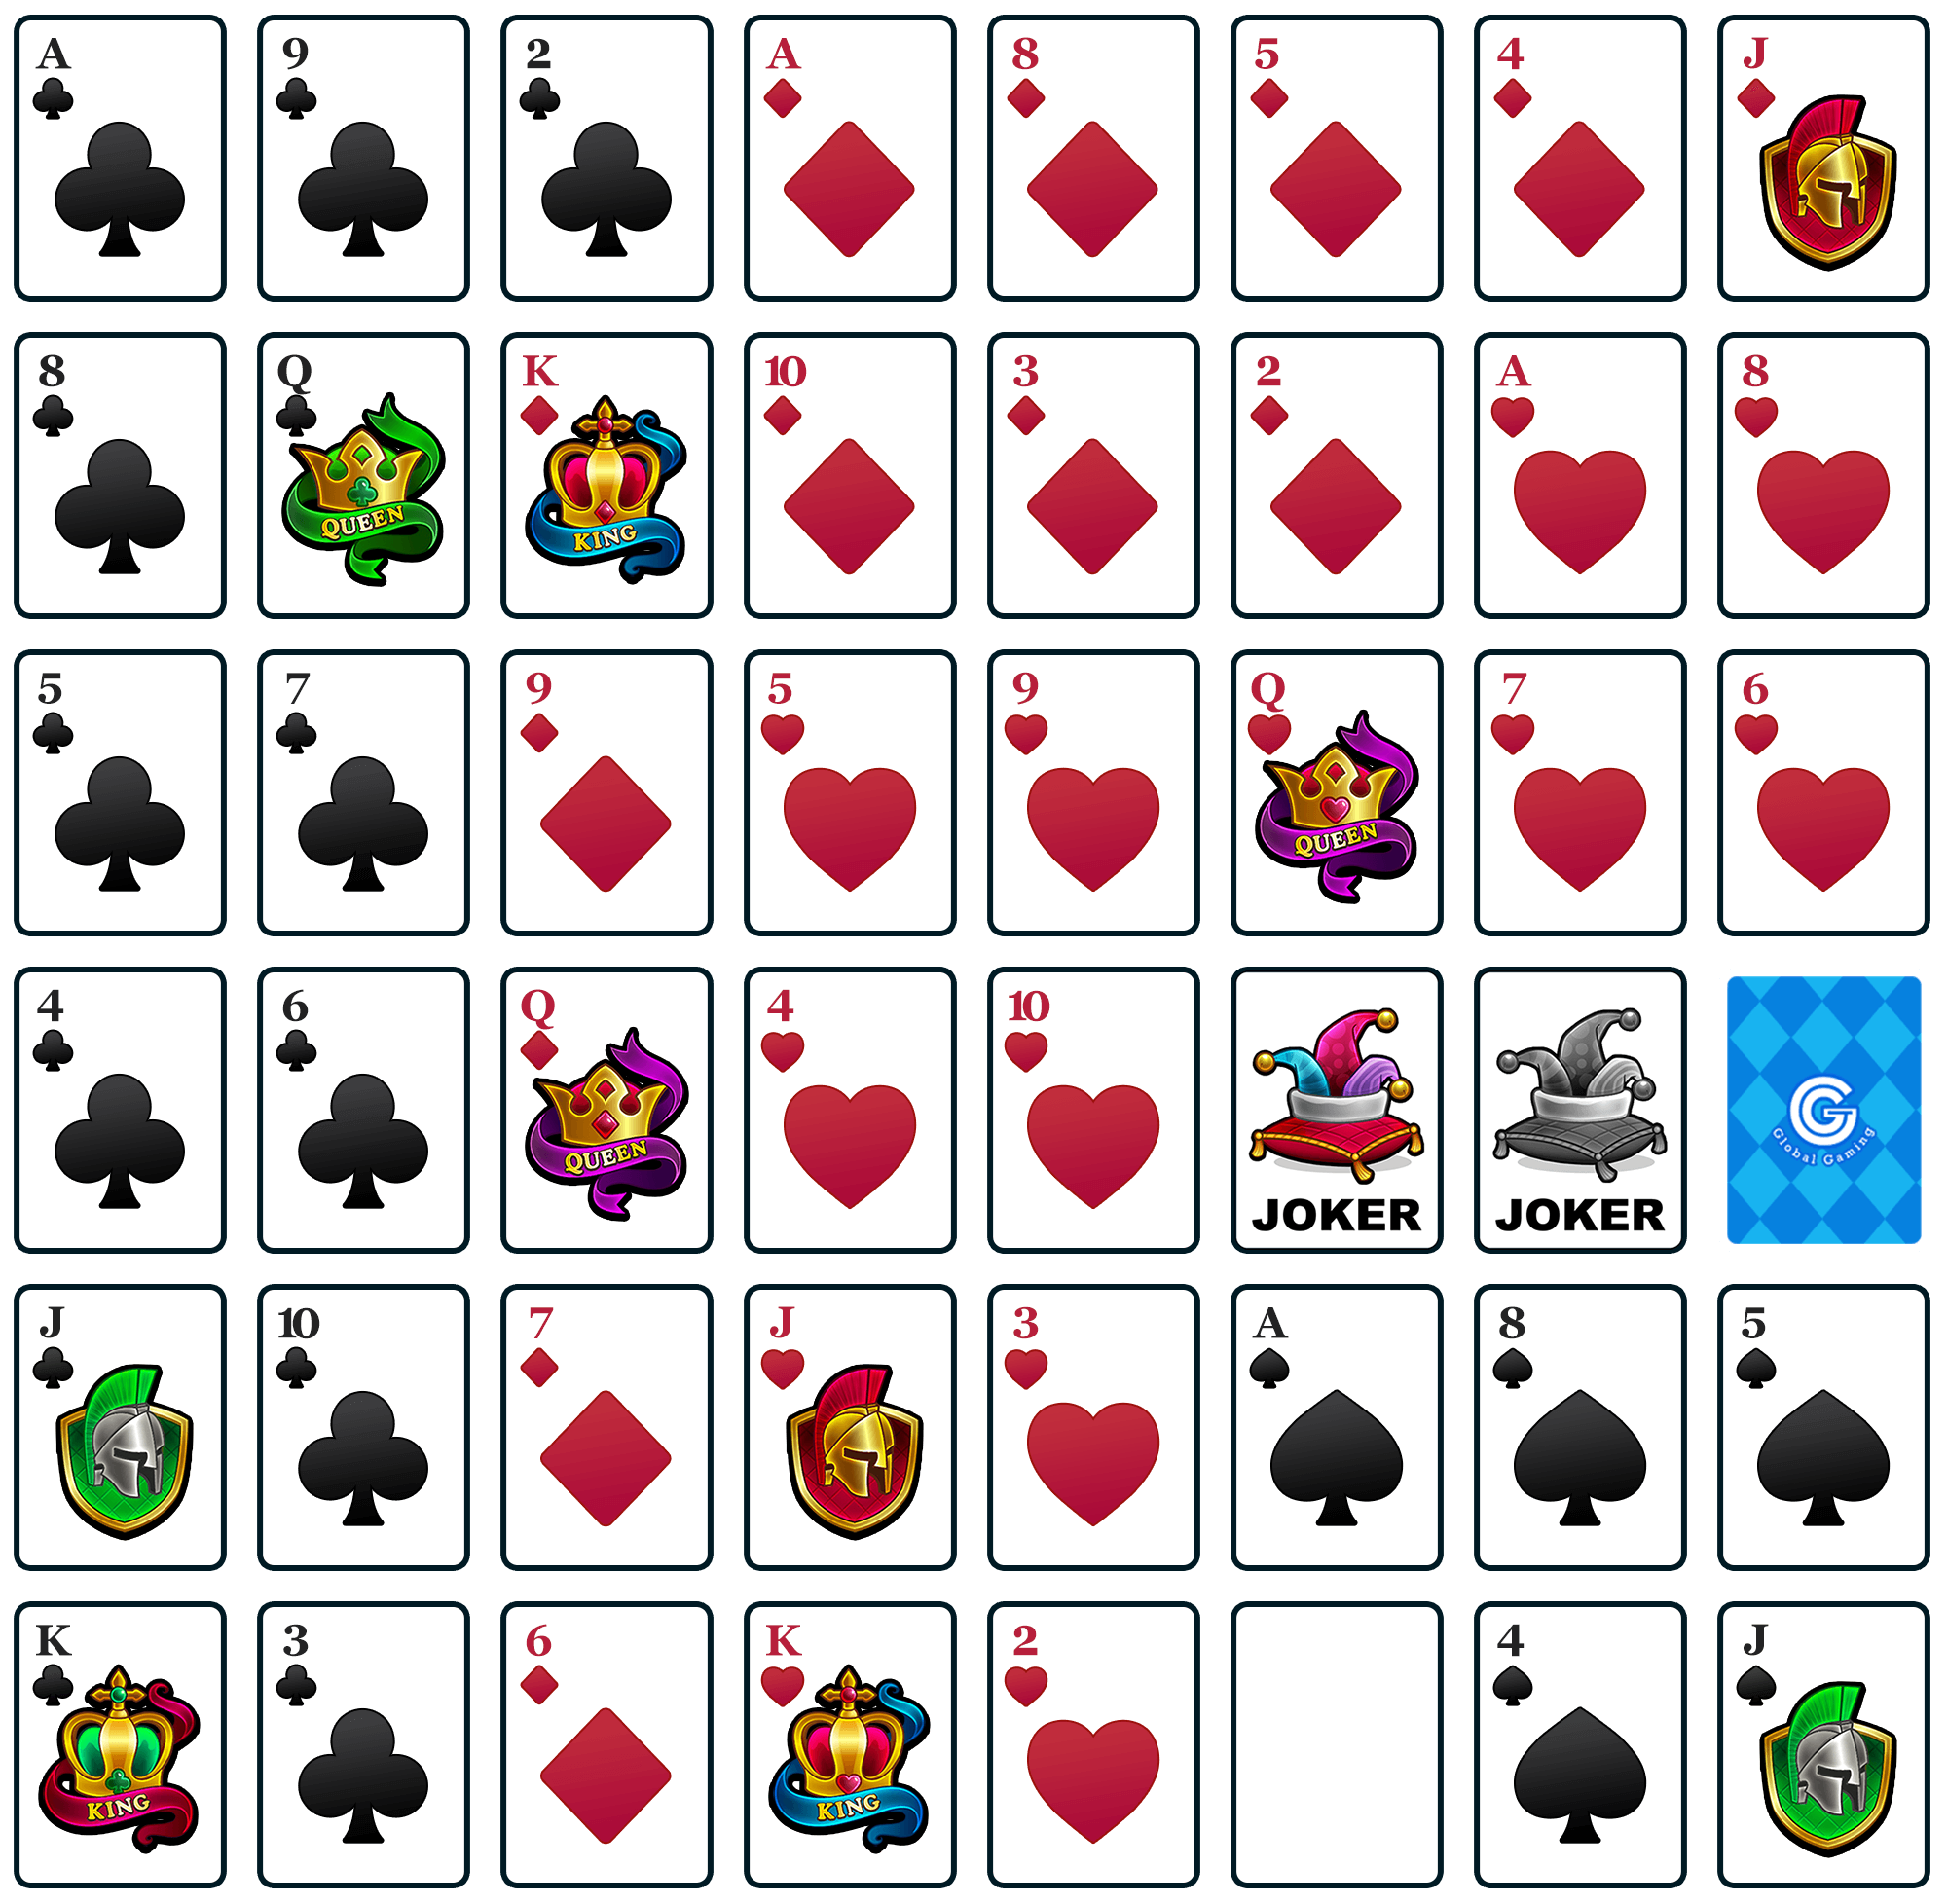 A 9 2 A 8 5 4 J
8 Q K 10 3 2 A 8
QUEEN KING
5 7 9 5 9 Q 7 6
QUEEN
4 6 Q 4 10
QUEEN
Global Gaming
JOKER JOKER
J 10 7 J 3 A 8 5
K 3 6 K 2 4 J
KING KING